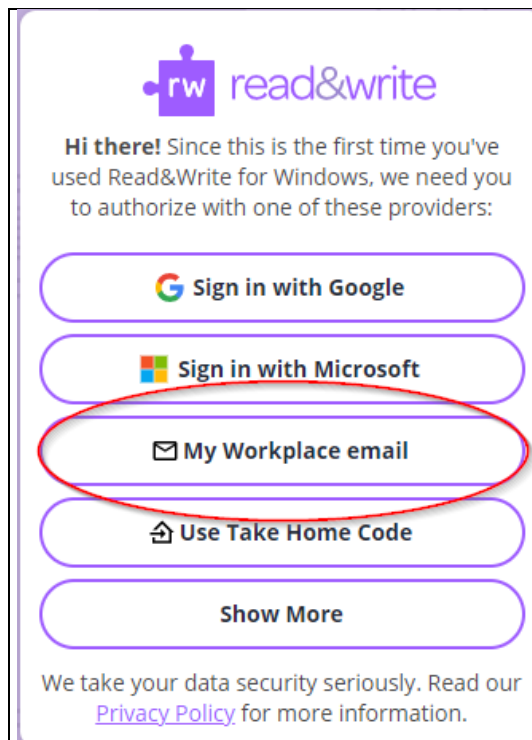 rw read&write
Hi there! Since this is the first time you've
used Read&Write for Windows, we need you
to authorize with one of these providers:
Sign in with Google
Sign in with Microsoft
My Workplace email
Use Take Home Code
Show More
We take your data security seriously. Read our
Privacy Policy for more information.